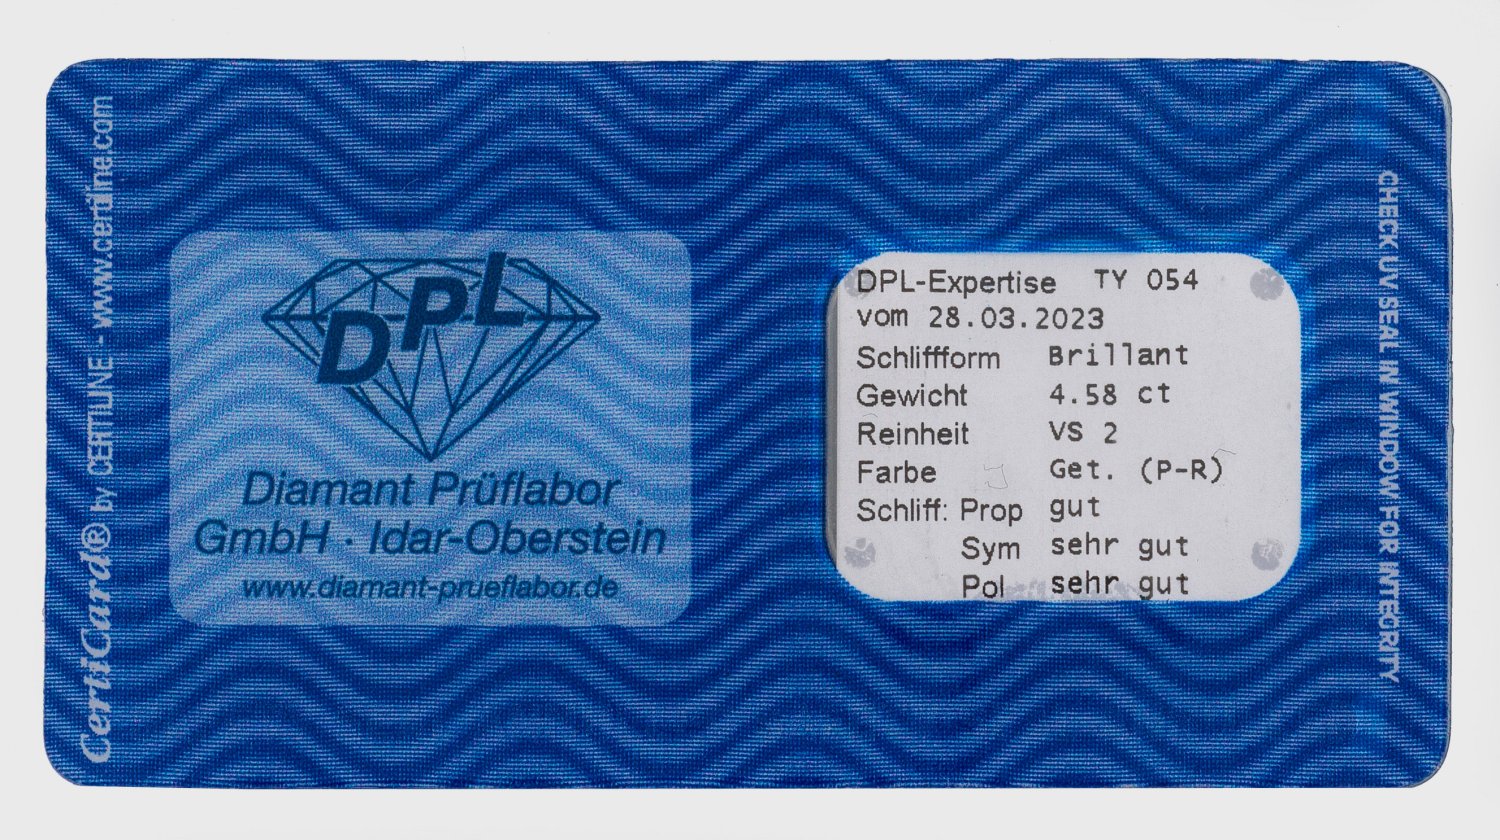 CertiCard® by CERTILINE - www.certiline.com
DPL
Diamant Prüflabor
GmbH · Idar-Oberstein
www.diamant-prueflabor.de
DPL-Expertise TY 054
vom 28.03.2023
Schliffform Brillant
Gewicht 4.58 ct
Reinheit VS 2
Farbe Get. (P-R)
Schliff: Prop gut
Sym sehr gut
Pol sehr gut
CHECK UV SEAL IN WINDOW FOR INTEGRITY